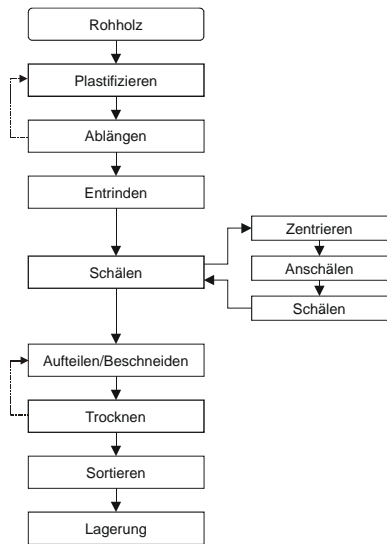 Rohholz
Plastifizieren
Ablängen
Entrinden
Schälen
Zentrieren
Anschälen
Schälen
Aufteilen/Beschneiden
Trocknen
Sortieren
Lagerung